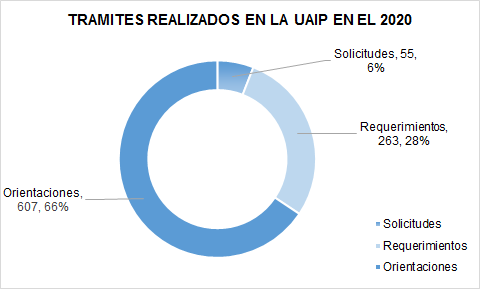 TRAMITES REALIZADOS EN LA UAIP EN EL 2020
Solicitudes, 55,
6%
Requerimientos,
263, 28%
Orientaciones,
607, 66%
Solicitudes
Requerimientos
Orientaciones